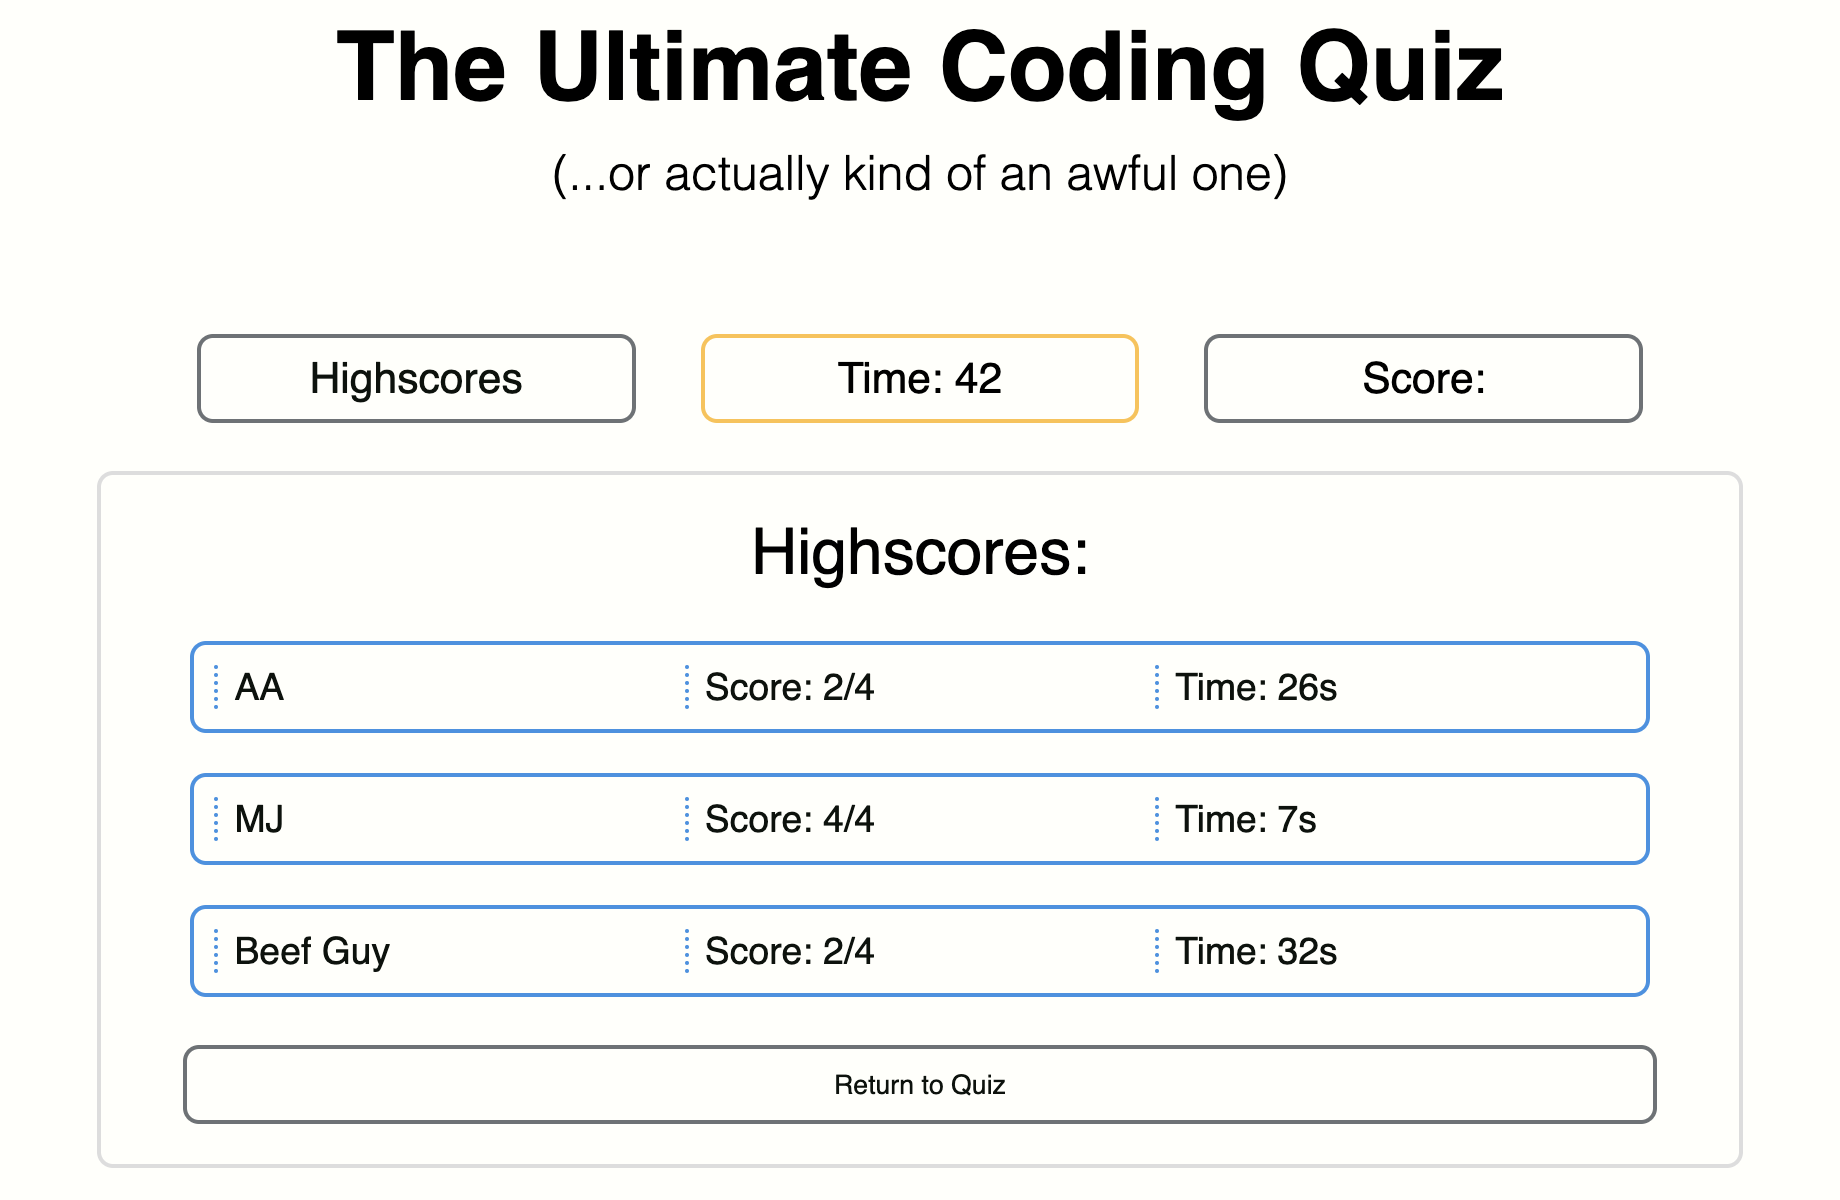 The Ultimate Coding Quiz
(...or actually kind of an awful one)
Highscores
Time: 42
Score:
Highscores:
AA Score: 2/4 Time: 26s
MJ Score: 4/4 Time: 7s
Beef Guy Score: 2/4 Time: 32s
Return to Quiz